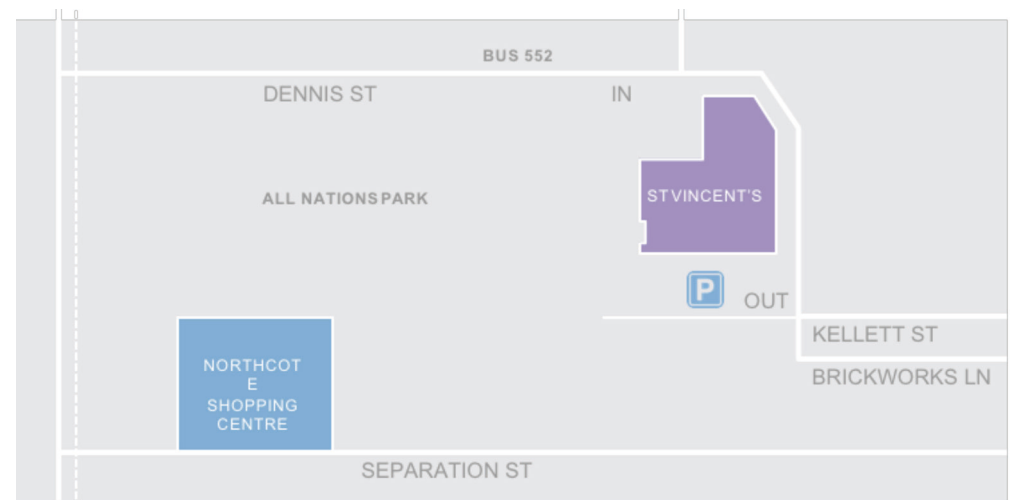 BUS 552
DENNIS ST
IN
ALL NATIONS PARK
ST VINCENT'S
P
OUT
KELLETT ST
NORTHCOT
E
SHOPPING
CENTRE
BRICKWORKS LN
SEPARATION ST